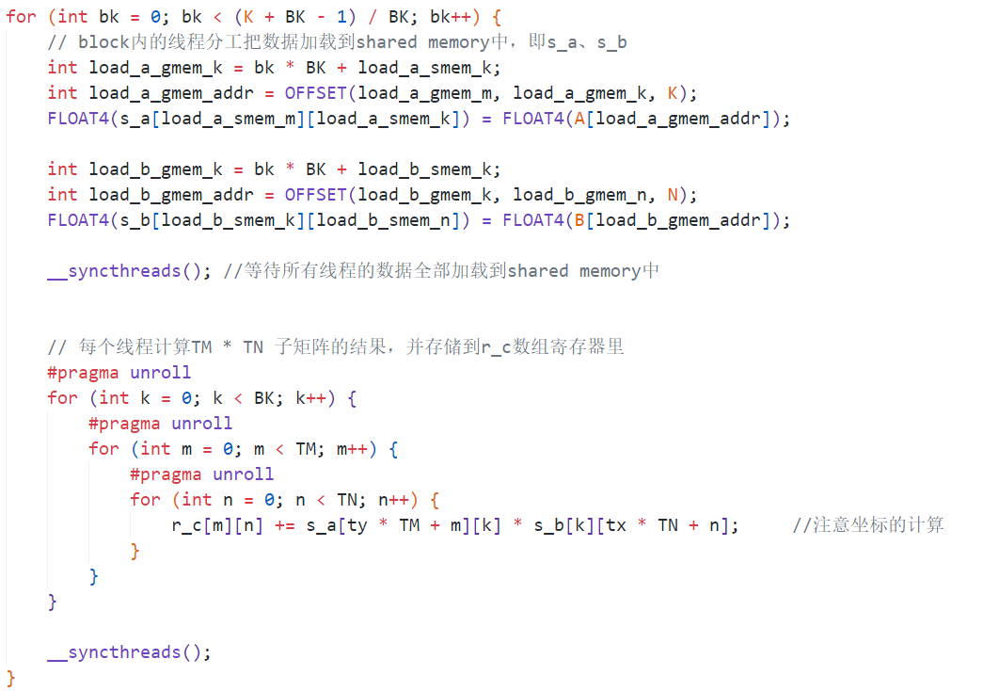 for (int bk = 0; bk < (K + BK - 1) / BK; bk++) {
    // block内的线程分工把数据加载到shared memory中，即s_a、s_b
    int load_a_gmem_k = bk * BK + load_a_smem_k;
    int load_a_gmem_addr = OFFSET(load_a_gmem_m, load_a_gmem_k, K);
    FLOAT4(s_a[load_a_smem_m][load_a_smem_k]) = FLOAT4(A[load_a_gmem_addr]);
    int load_b_gmem_k = bk * BK + load_b_smem_k;
    int load_b_gmem_addr = OFFSET(load_b_gmem_k, load_b_gmem_n, N);
    FLOAT4(s_b[load_b_smem_k][load_b_smem_n]) = FLOAT4(B[load_b_gmem_addr]);
    __syncthreads(); //等待所有线程的数据全部加载到shared memory中
    // 每个线程计算TM * TN 子矩阵的结果，并存储到r_c数组寄存器里
    #pragma unroll
    for (int k = 0; k < BK; k++) {
        #pragma unroll
        for (int m = 0; m < TM; m++) {
            #pragma unroll
            for (int n = 0; n < TN; n++) {
                r_c[m][n] += s_a[ty * TM + m][k] * s_b[k][tx * TN + n];     //注意坐标的计算
            }
        }
    }
    __syncthreads();
}